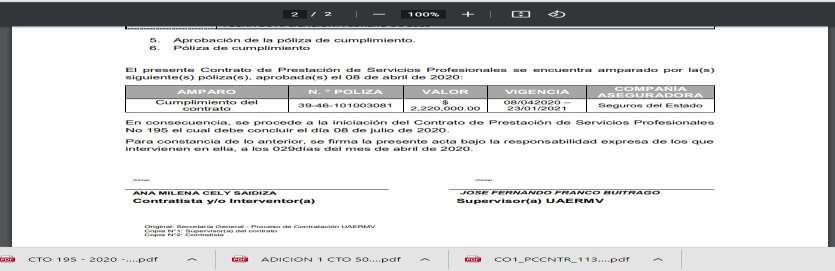 2 / 2 — 100% +
5. Aprobación de la póliza de cumplimiento.
6. Póliza de cumplimiento
El presente Contrato de Prestación de Servicios Profesionales se encuentra amparado por la(s)
siguiente(s) póliza(s), aprobada(s) el 08 de abril de 2020:
AMPARO N. ° POLIZA VALOR VIGENCIA COMPAÑÍA ASEGURADORA
Cumplimiento del contrato 39-46-101003081 $ 2,220,000.00 08/042020 – 23/01/2021 Seguros del Estado
En consecuencia, se procede a la iniciación del Contrato de Prestación de Servicios Profesionales
No 195 el cual debe concluir el día 08 de julio de 2020.
Para constancia de lo anterior, se firma la presente acta bajo la responsabilidad expresa de los que
intervienen en ella, a los 029días del mes de abril de 2020.
ANA MILENA CELY SAIDIZA JOSE FERNANDO FRANCO BUITRAGO
Contratista y/o Interventor(a) Supervisor(a) UAERMV
Original: Secretaría General - Proceso de Contratación UAERMV
Copia N°1: Supervisor(a) del contrato
Copia N°2: Contratista
CTO 195 - 2020 -....pdf ADICION 1 CTO 50....pdf CO1_PCCNTR_113....pdf